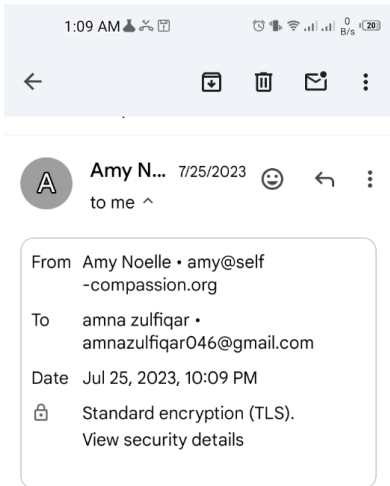 1:09 AM 0 B/s 20
Amy N... 7/25/2023
A
to me
From Amy Noelle • amy@self
-compassion.org
To amna zulfiqar •
amnazulfiqar046@gmail.com
Date Jul 25, 2023, 10:09 PM
Standard encryption (TLS).
View security details